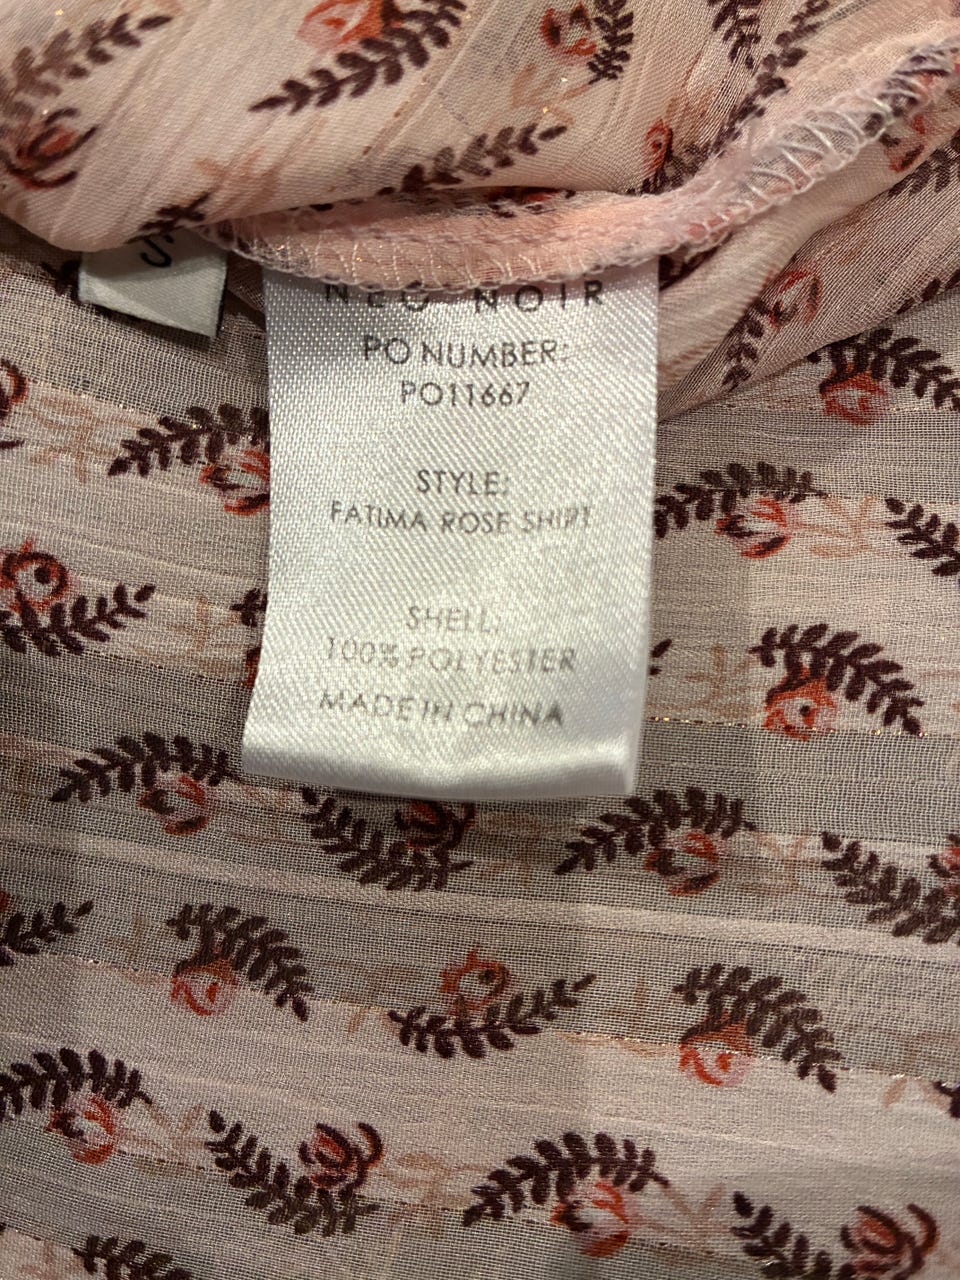 NEO NOIR
PO NUMBER:
PO11667
STYLE:
FATIMA ROSE SHIRT
SHELL:
100% POLYESTER
MADE IN CHINA